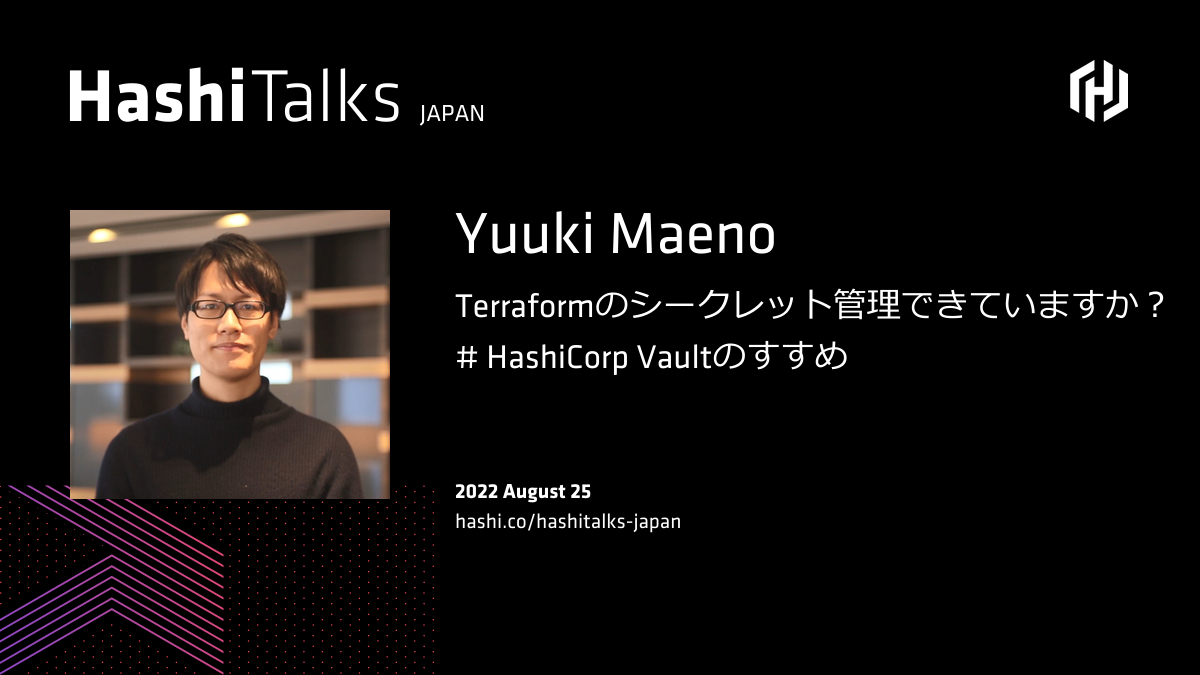 HashiTalks JAPAN
Yuuki Maeno
Terraformのシークレット管理できていますか？
# HashiCorp Vaultのすすめ
2022 August 25
hashi.co/hashitalks-japan